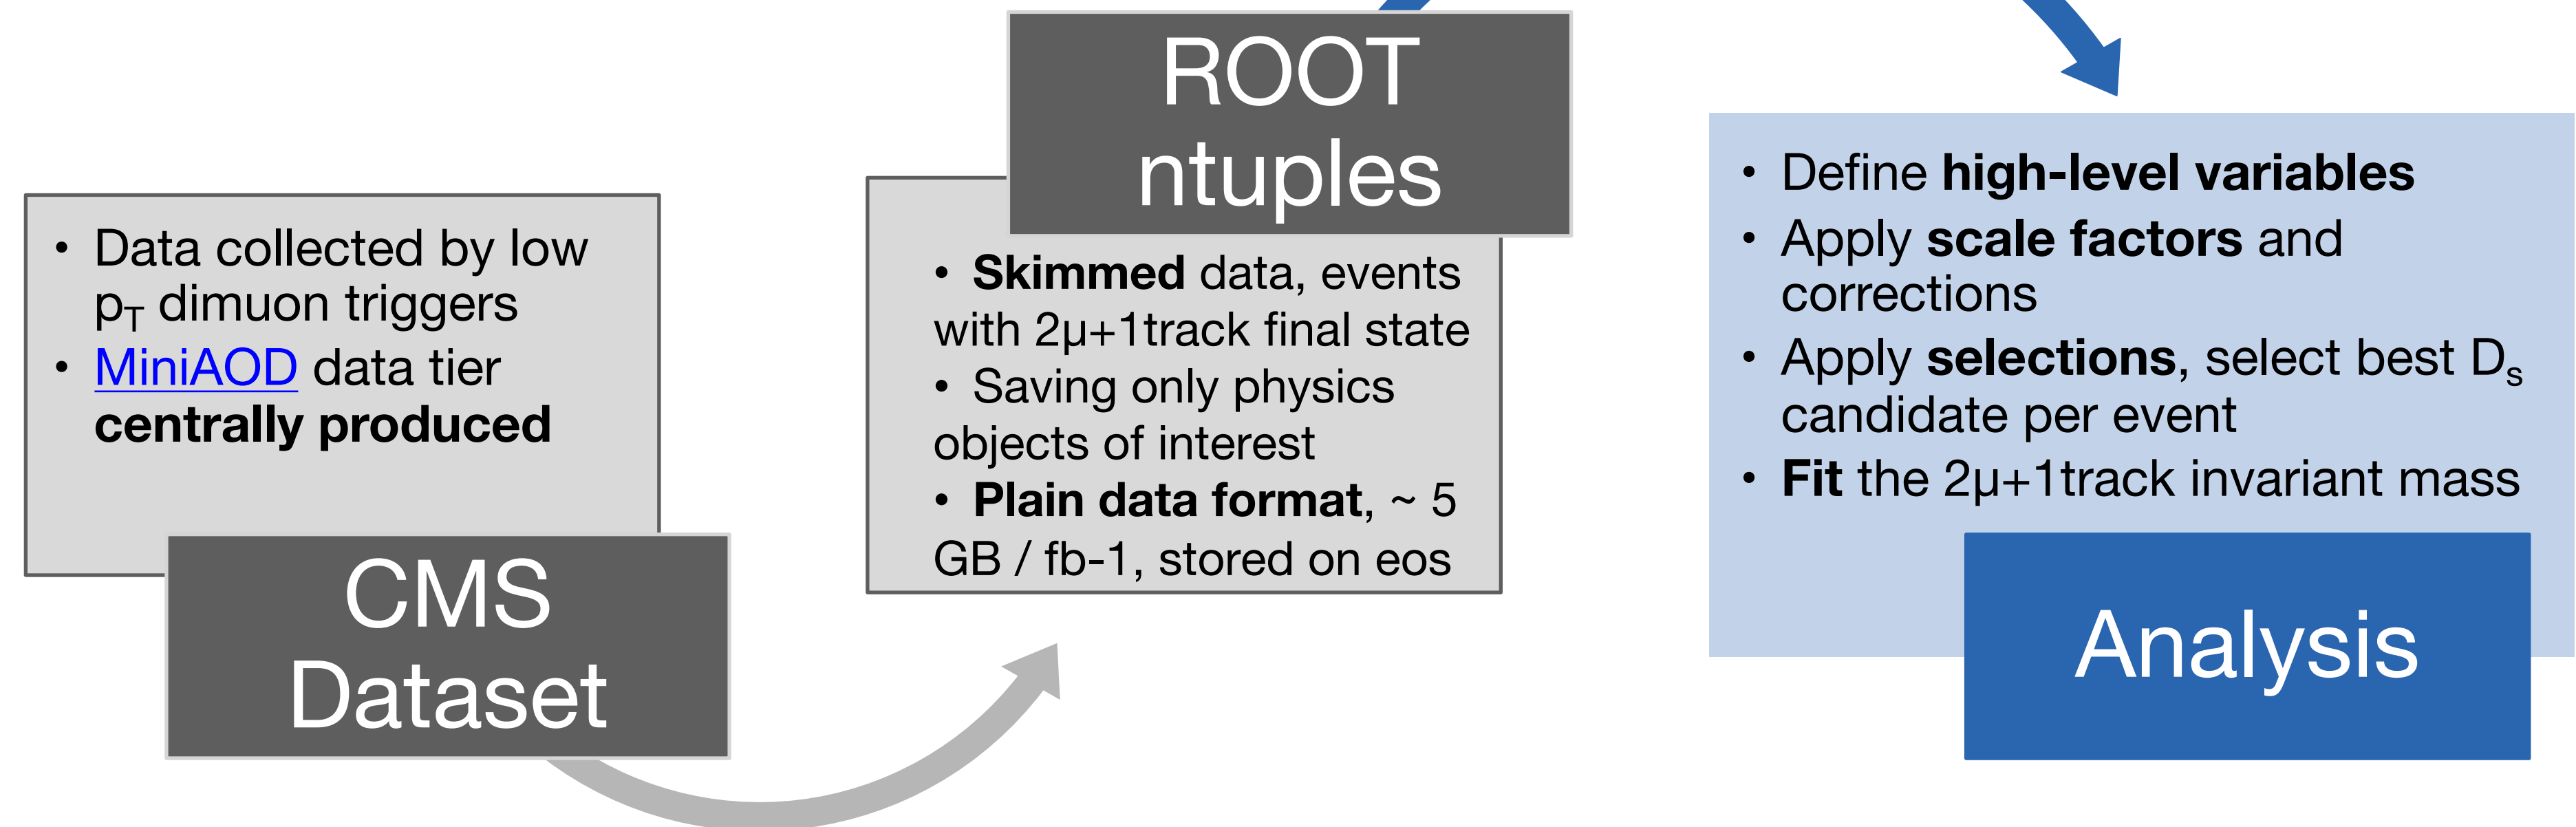 • Data collected by low
pT dimuon triggers
• MiniAOD data tier
centrally produced
CMS
Dataset
ROOT
ntuples
• Skimmed data, events
with 2µ+1track final state
• Saving only physics
objects of interest
• Plain data format, ~ 5
GB / fb-1, stored on eos
• Define high-level variables
• Apply scale factors and
corrections
• Apply selections, select best Ds
candidate per event
• Fit the 2µ+1track invariant mass
Analysis